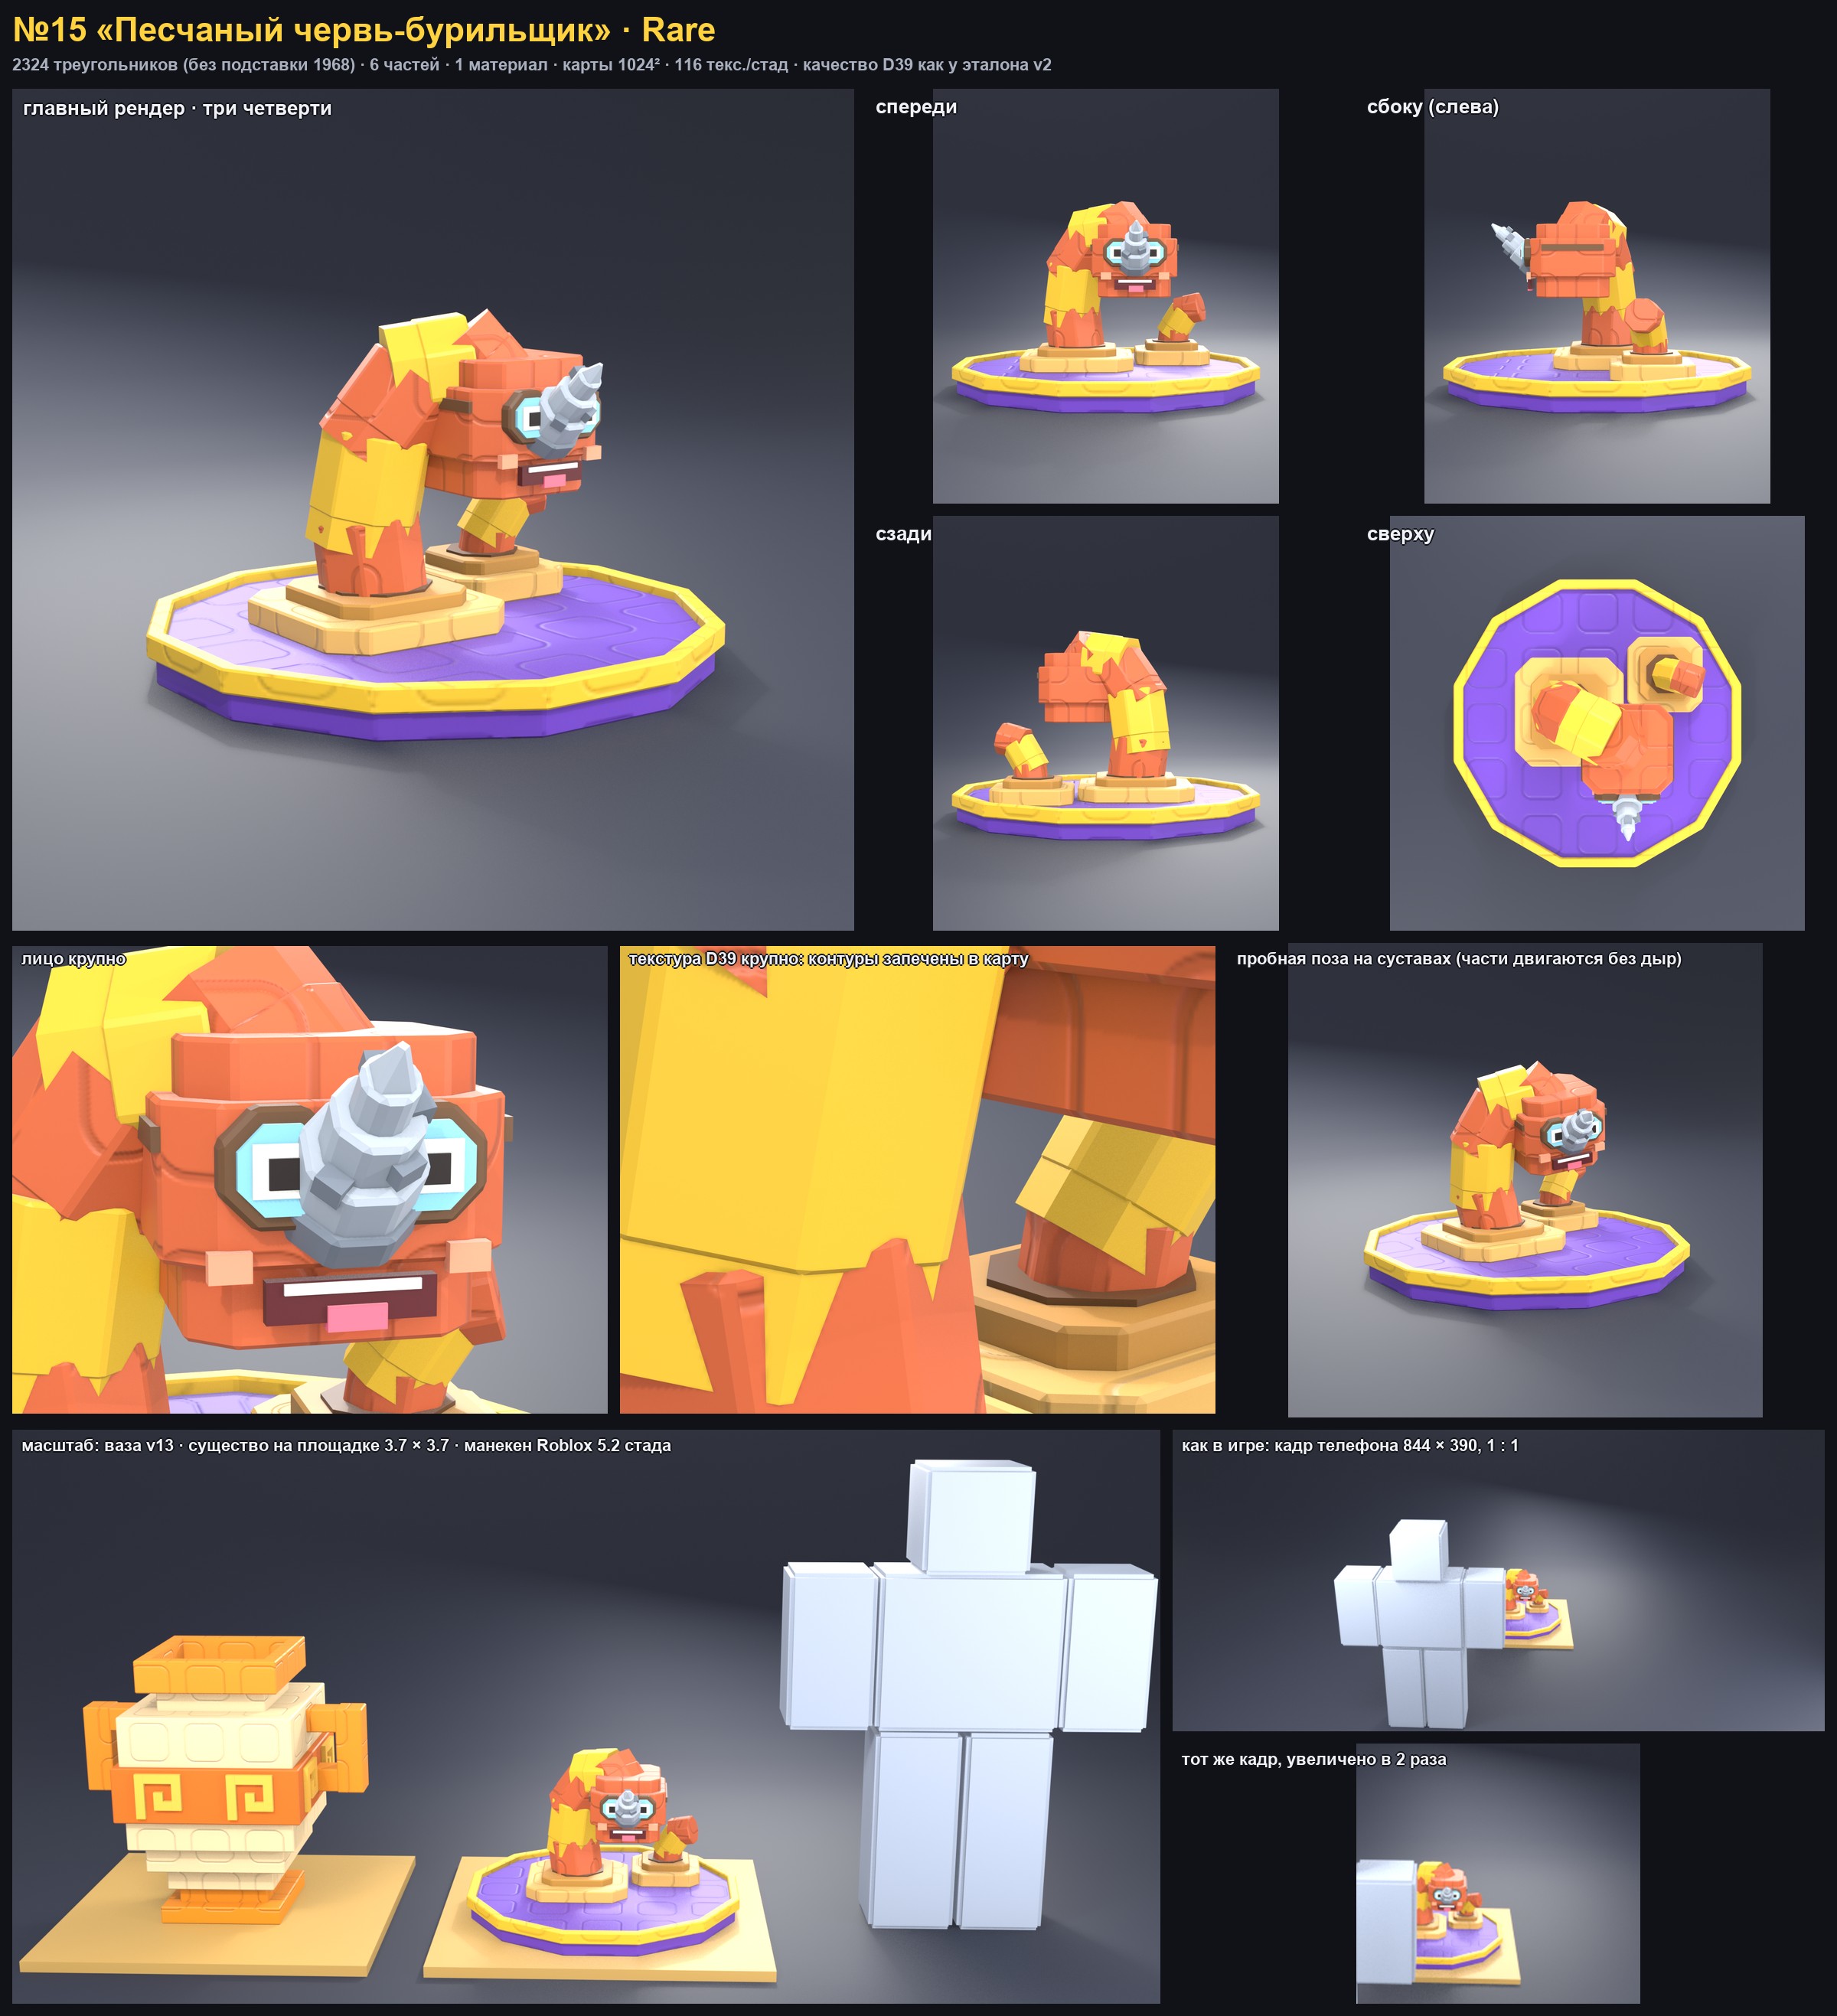 №15 «Песчаный червь-бурильщик» · Rare
2324 треугольников (без подставки 1968) · 6 частей · 1 материал · карты 1024² · 116 текс./стад · качество D39 как у эталона v2
главный рендер · три четверти
спереди
сбоку (слева)
сзади
сверху
лицо крупно
текстура D39 крупно: контуры запечены в карту
пробная поза на суставах (части двигаются без дыр)
масштаб: ваза v13 · существо на площадке 3.7 × 3.7 · манекен Roblox 5.2 стада
как в игре: кадр телефона 844 × 390, 1 : 1
тот же кадр, увеличено в 2 раза